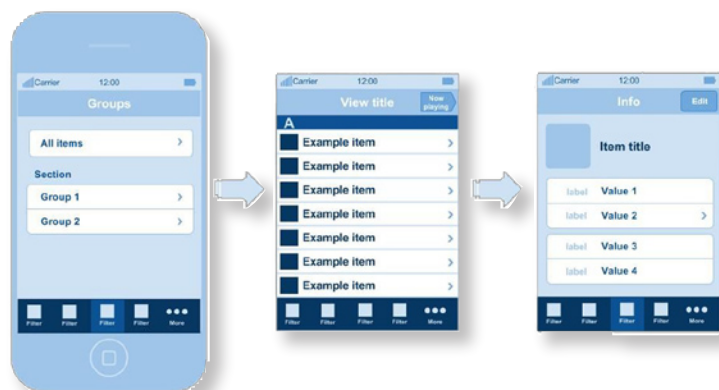 Carrier 12:00
Groups
All items
Section
Group 1
Group 2
Filter Filter Filter Filter More
Carrier 12:00
View title
Now
playing
A
Example item
Example item
Example item
Example item
Example item
Example item
Example item
Filter Filter Filter Filter More
Carrier 12:00
Info
Edit
Item title
label Value 1
label Value 2
label Value 3
label Value 4
Filter Filter Filter Filter More